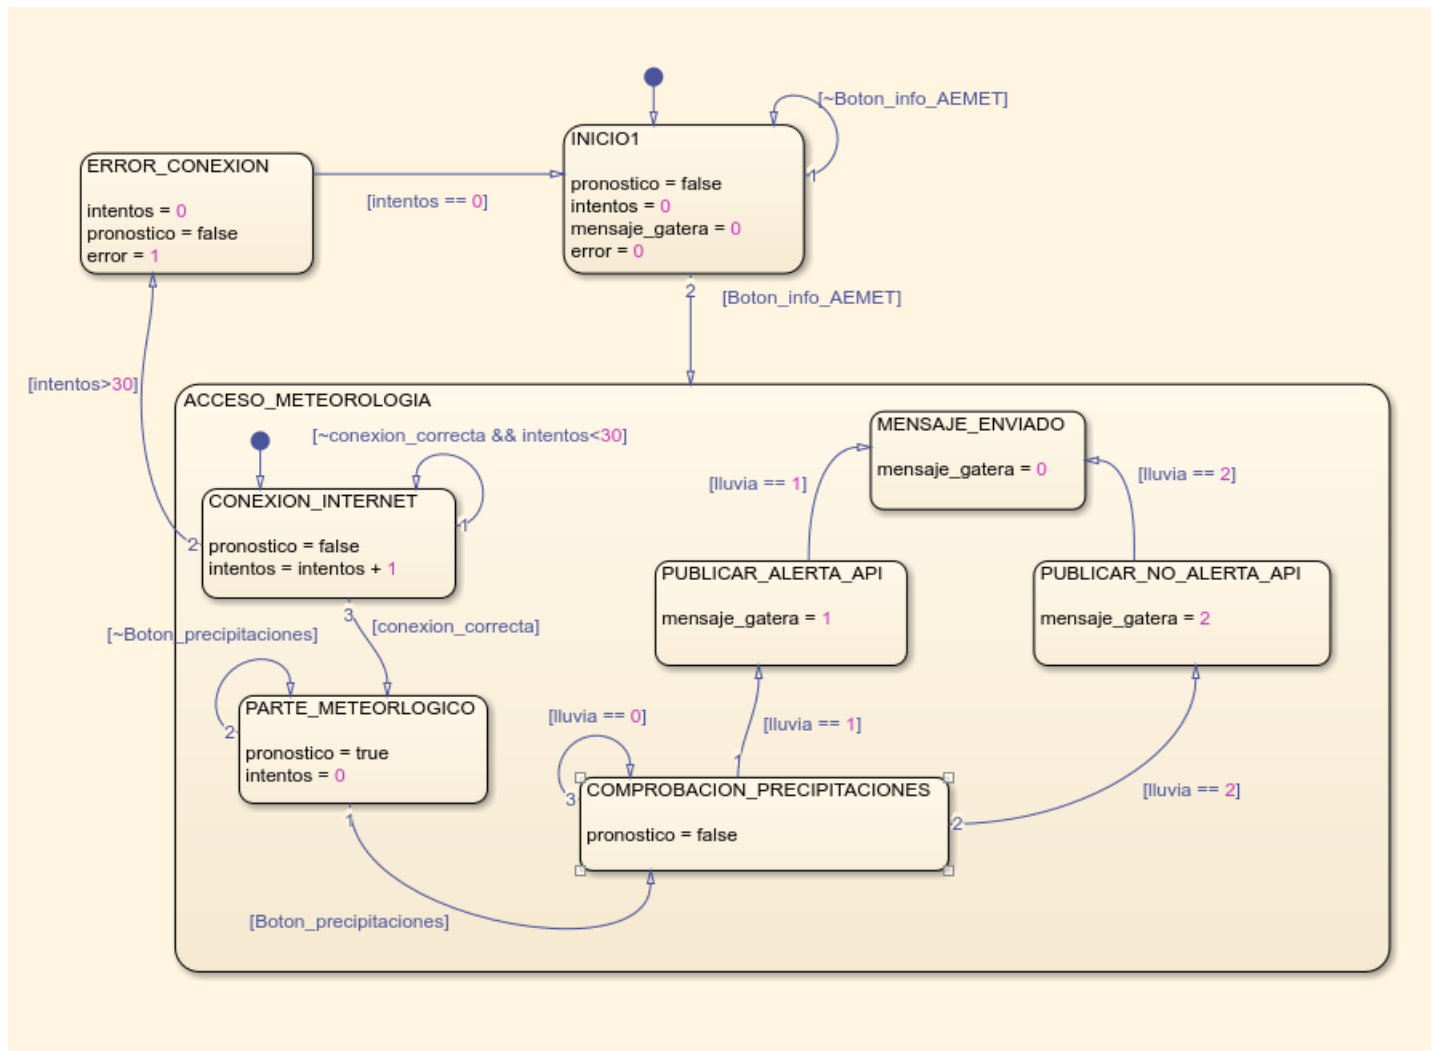 [~Boton_info_AEMET]
INICIO1
pronostico = false
intentos = 0
mensaje_gatera = 0
error = 0
1
2
[Boton_info_AEMET]
ERROR_CONEXION
intentos = 0
pronostico = false
error = 1
[intentos == 0]
[intentos>30]
ACCESO_METEOROLOGIA
[~conexion_correcta && intentos<30]
CONEXION_INTERNET
pronostico = false
intentos = intentos + 1
1
2
3
[conexion_correcta]
[~Boton_precipitaciones]
PARTE_METEORLOGICO
pronostico = true
intentos = 0
2
1
[Boton_precipitaciones]
MENSAJE_ENVIADO
mensaje_gatera = 0
[lluvia == 1]
[lluvia == 2]
PUBLICAR_ALERTA_API
mensaje_gatera = 1
PUBLICAR_NO_ALERTA_API
mensaje_gatera = 2
[lluvia == 0]
[lluvia == 1]
1
3
COMPROBACION_PRECIPITACIONES
pronostico = false
2
[lluvia == 2]